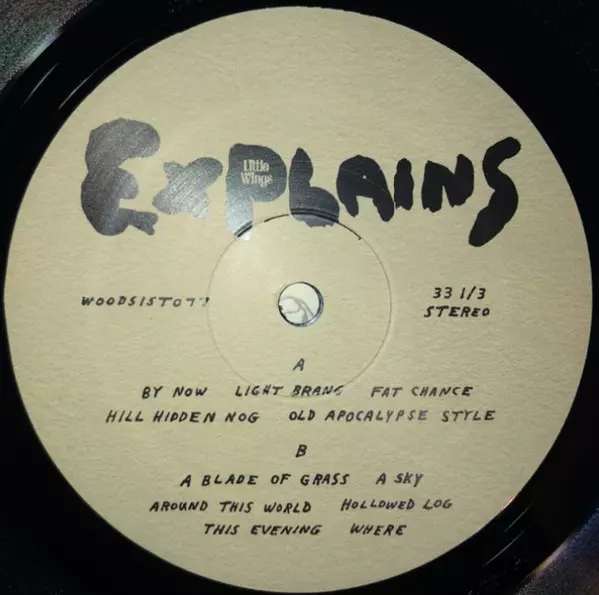 ExPLAINS
Little
Wings
WOODSIST077
33 1/3
STEREO
A
BY NOW LIGHT BRANG FAT CHANCE
HILL HIDDEN NOG OLD APOCALYPSE STYLE
B
A BLADE OF GRASS A SKY
AROUND THIS WORLD HOLLOWED LOG
THIS EVENING WHERE